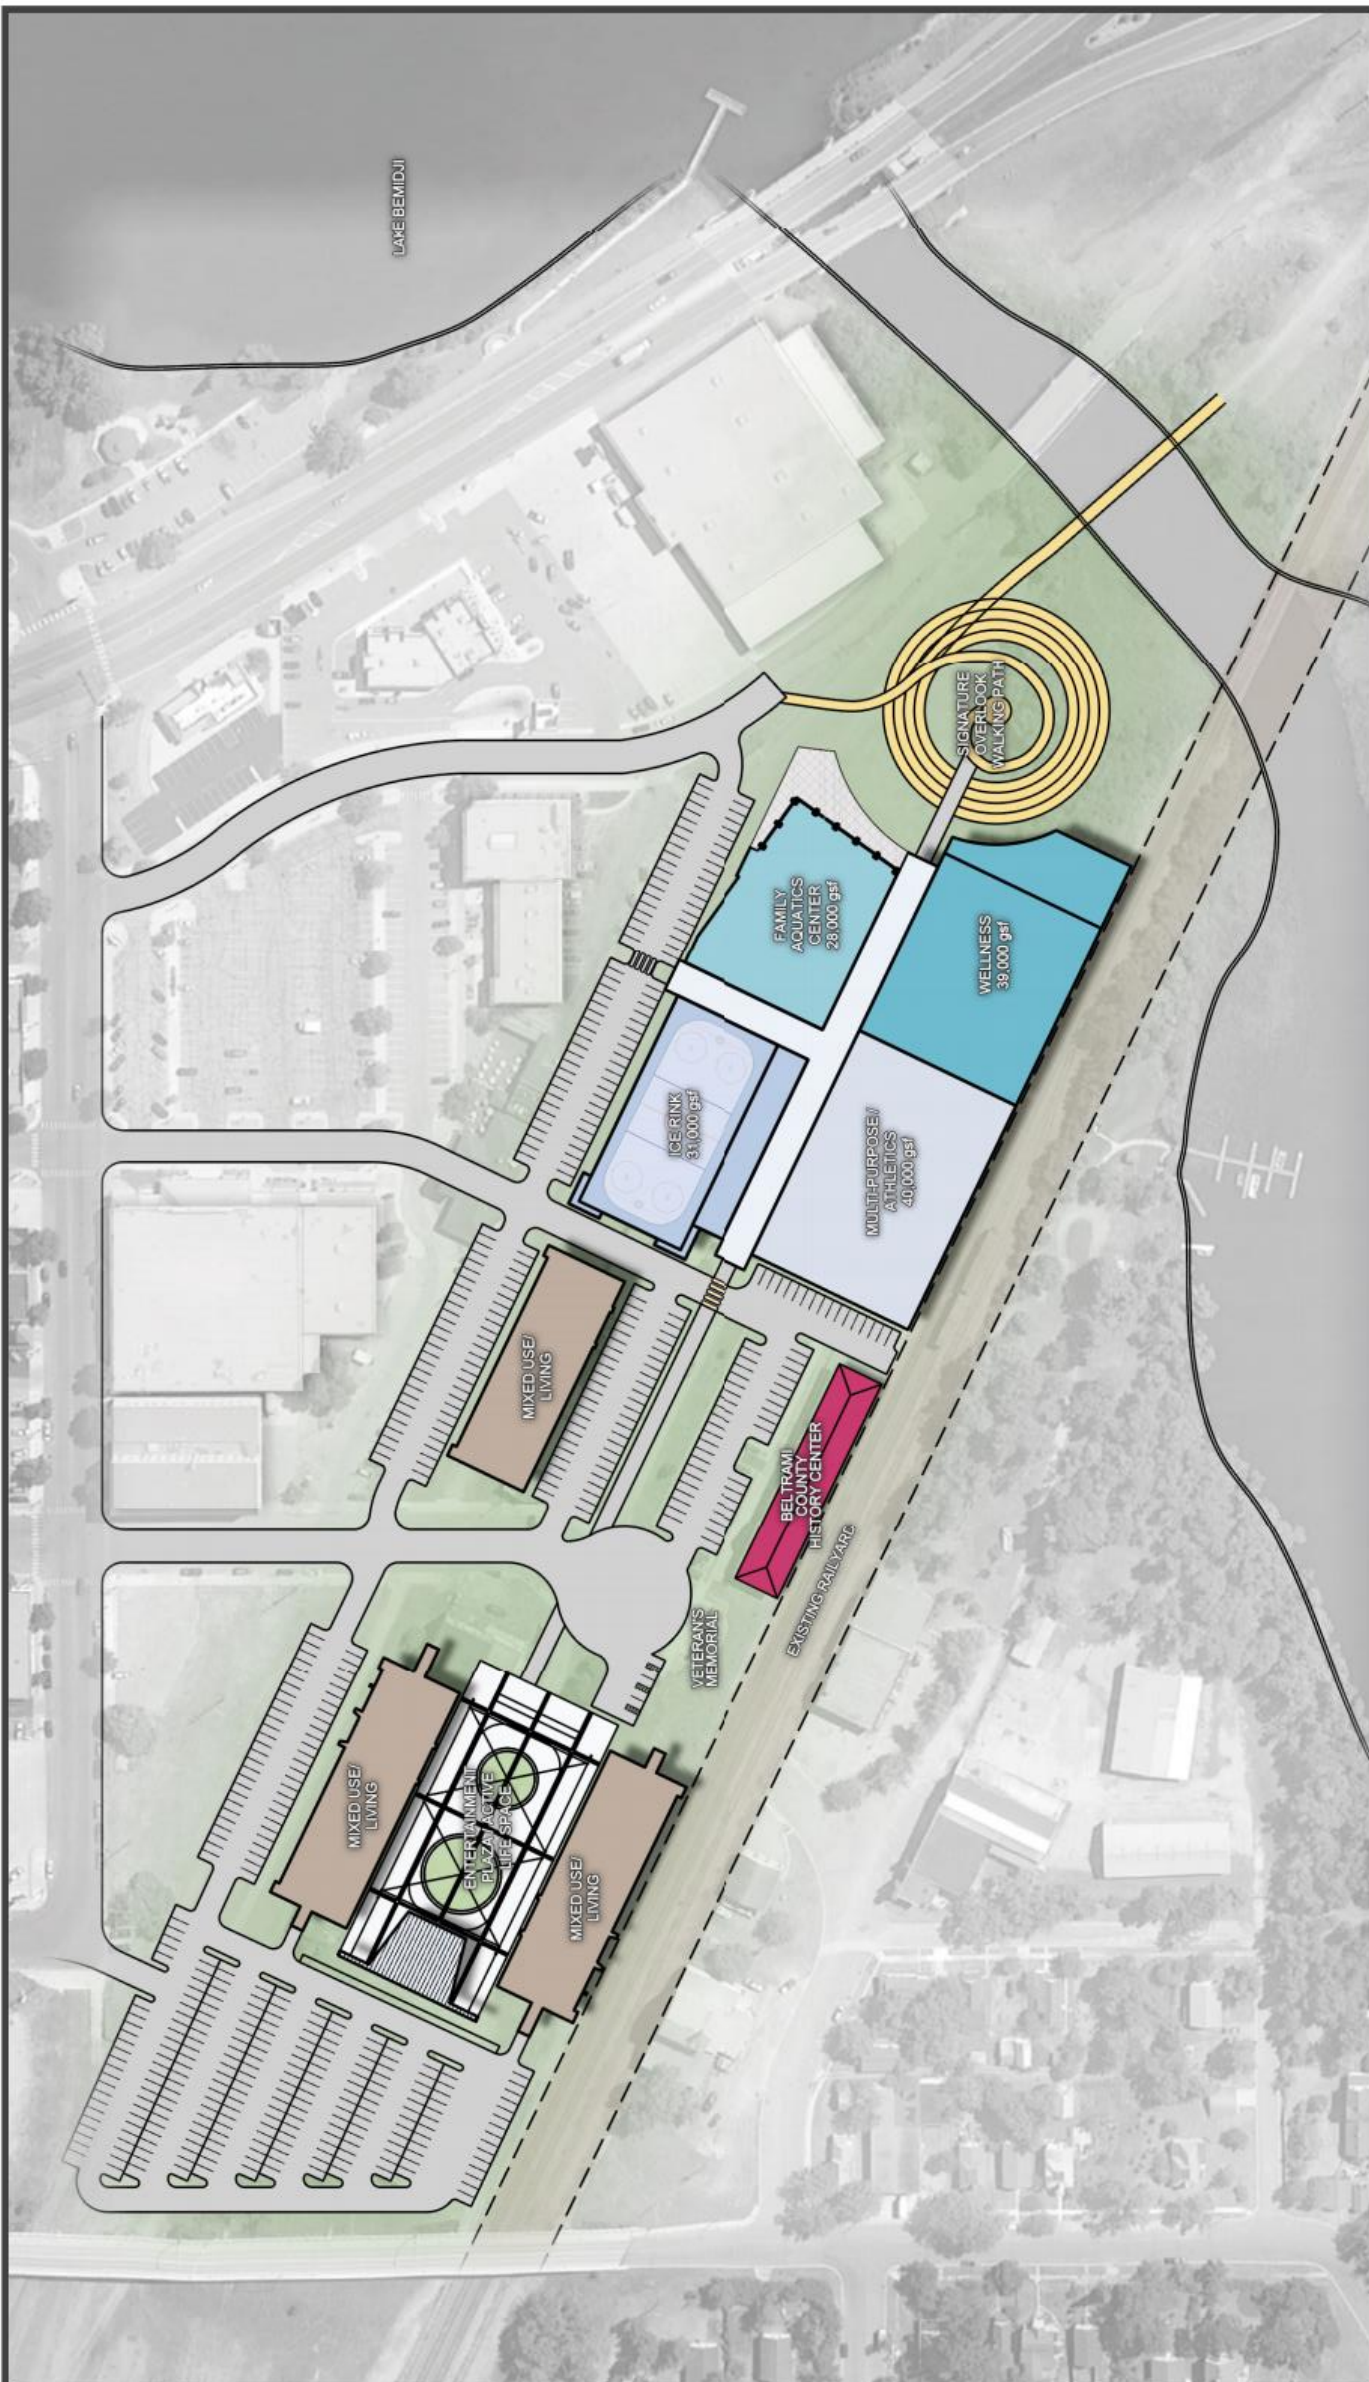 LAKE BEMIDJI
SIGNATURE
OVERLOOK
WALKING PATH
FAMILY
AQUATICS
CENTER
28,000 gsf
WELLNESS
39,000 gsf
ICE RINK
31,000 gsf
MULTI-PURPOSE /
ATHLETICS
40,000 gsf
MIXED USE/
LIVING
BELTRAMI
COUNTY
HISTORY CENTER
EXISTING RAILYARD
VETERAN'S
MEMORIAL
MIXED USE/
LIVING
ENTERTAINMENT
PLAZA / ACTIVE
LIFE SPACE
MIXED USE/
LIVING